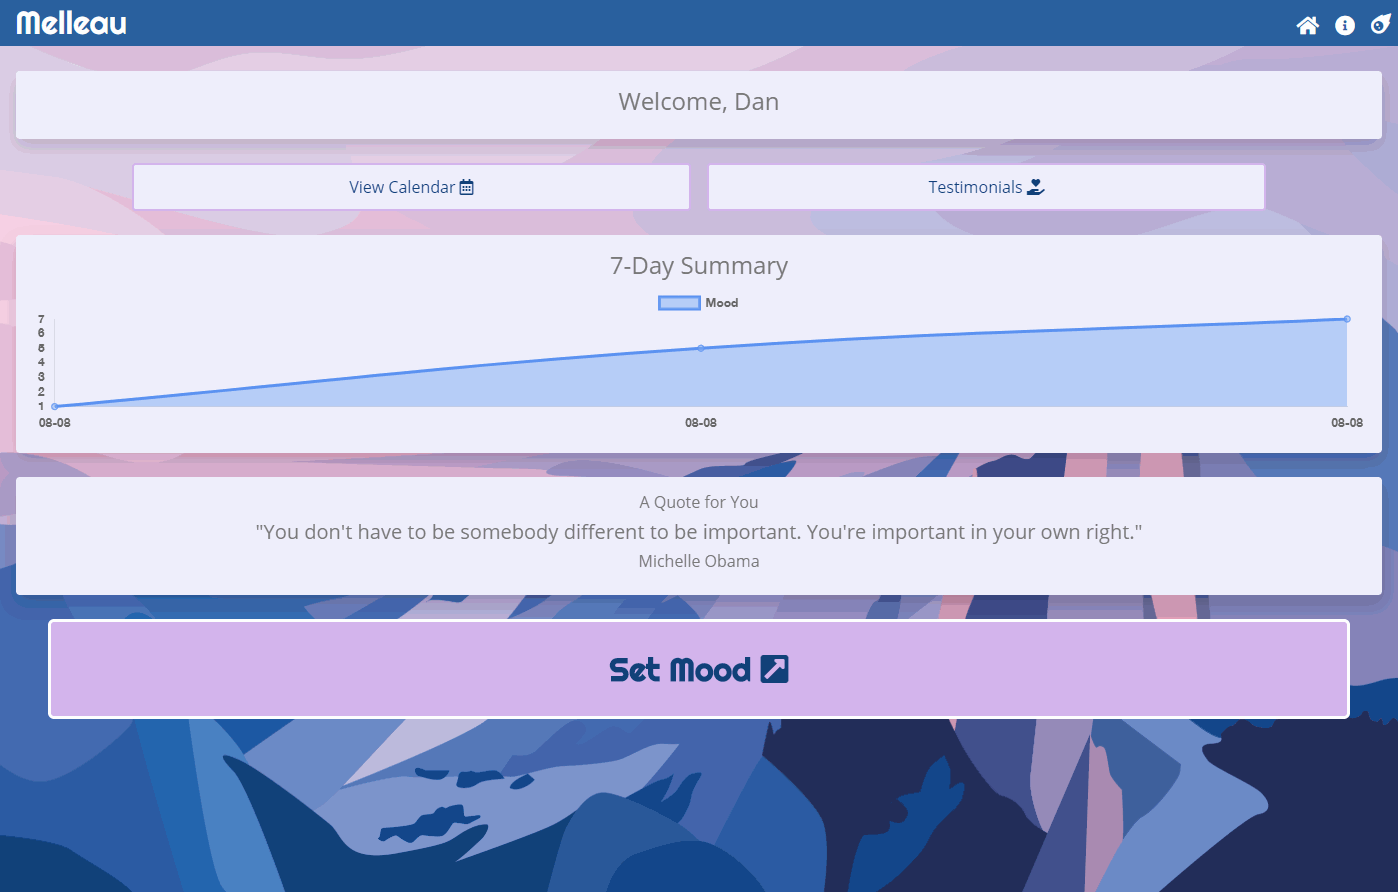 Melleau
Welcome, Dan
View Calendar
Testimonials
7-Day Summary
Mood
7
6
5
4
3
2
1
08-08 08-08 08-08
A Quote for You
"You don't have to be somebody different to be important. You're important in your own right."
Michelle Obama
Set Mood